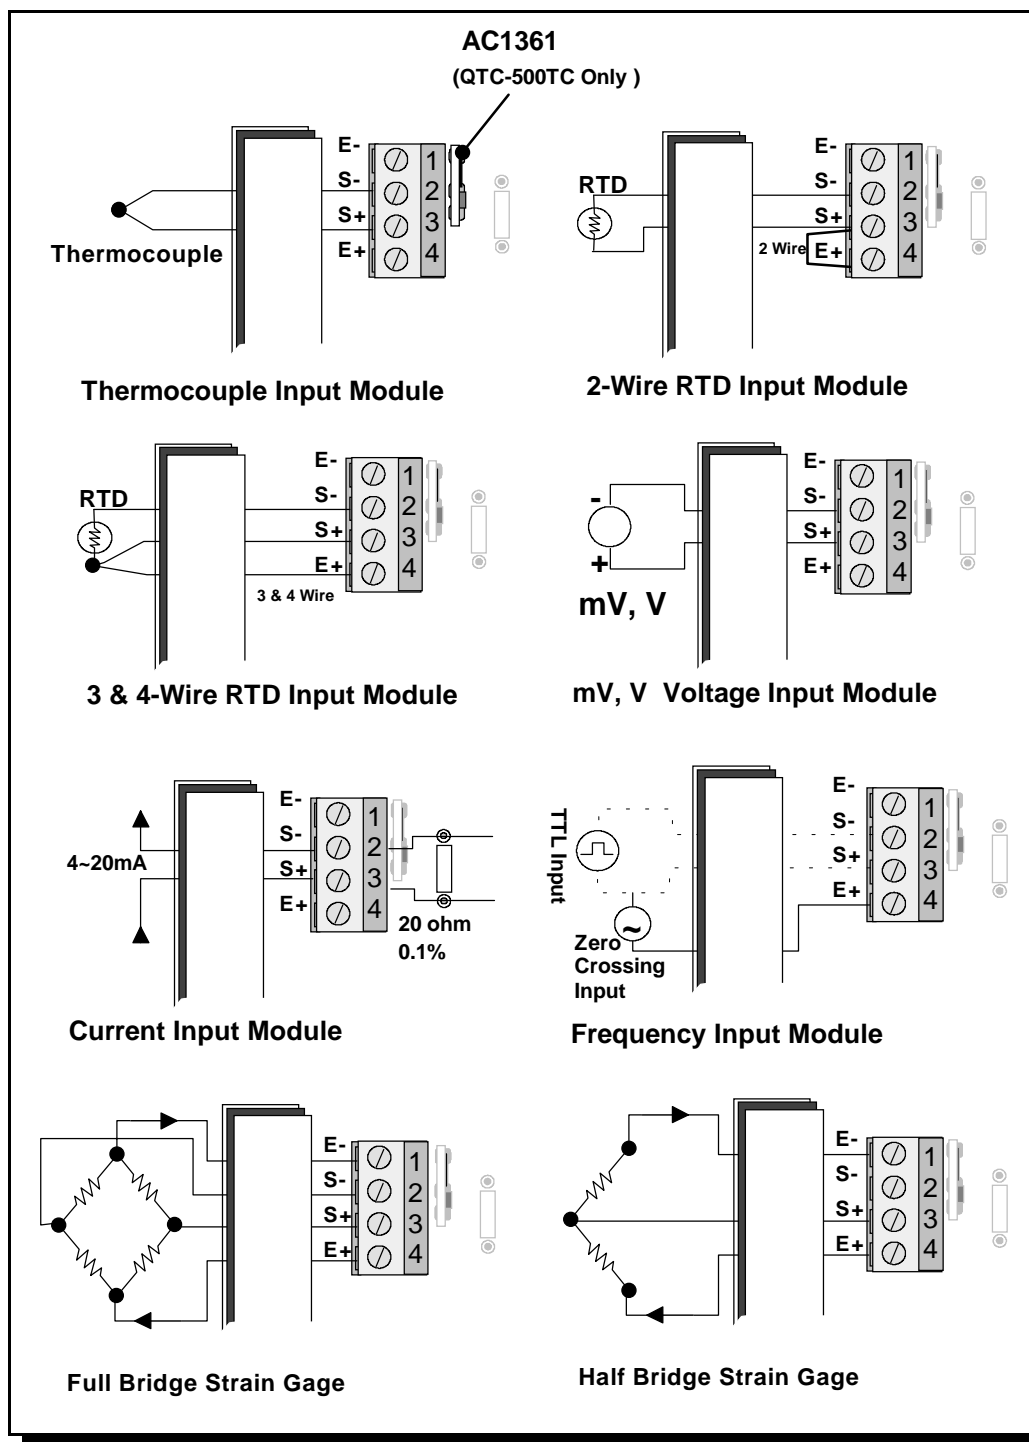 AC1361
(QTC-500TC Only )
E-
S-
S+
E+
1
2
3
4
Thermocouple
Thermocouple Input Module
RTD
E-
S-
S+
2 Wire
E+
1
2
3
4
2-Wire RTD Input Module
RTD
E-
S-
S+
E+
3 & 4 Wire
1
2
3
4
3 & 4-Wire RTD Input Module
-
+
mV, V
E-
S-
S+
E+
1
2
3
4
mV, V Voltage Input Module
4~20mA
E-
S-
S+
E+
1
2
3
4
20 ohm
0.1%
Current Input Module
TTL Input
~
Zero
Crossing
Input
E-
S-
S+
E+
1
2
3
4
Frequency Input Module
E-
S-
S+
E+
1
2
3
4
Full Bridge Strain Gage
E-
S-
S+
E+
1
2
3
4
Half Bridge Strain Gage